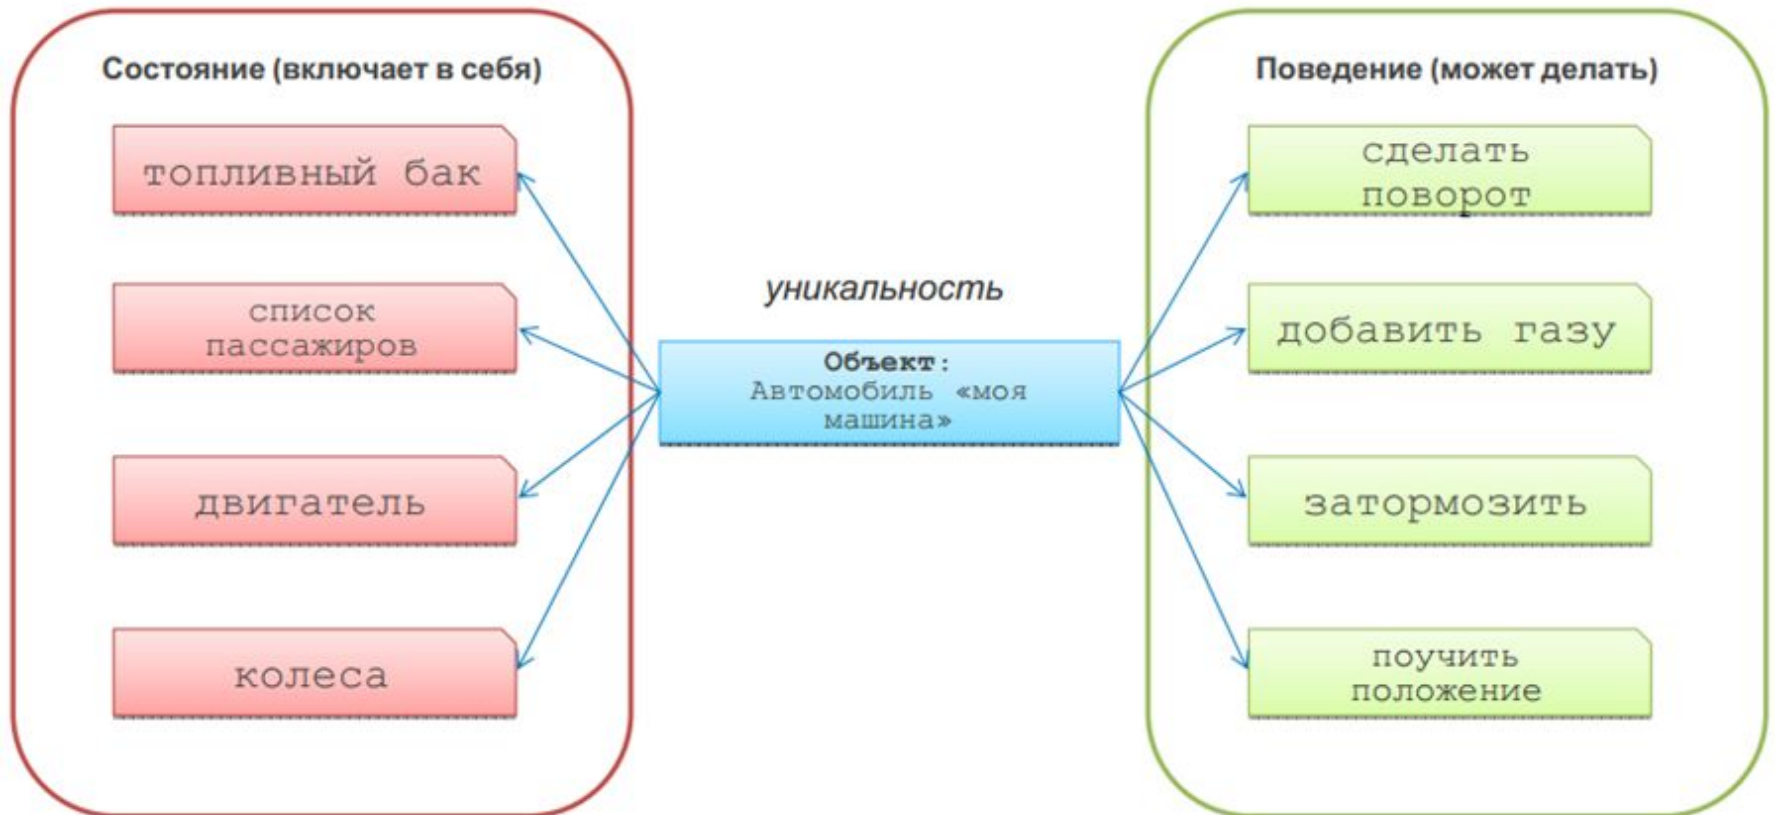 Состояние (включает в себя)
топливный бак
список
пассажиров
двигатель
колеса
уникальность
Объект:
Автомобиль «моя
машина»
Поведение (может делать)
сделать
поворот
добавить газу
затормозить
поучить
положение